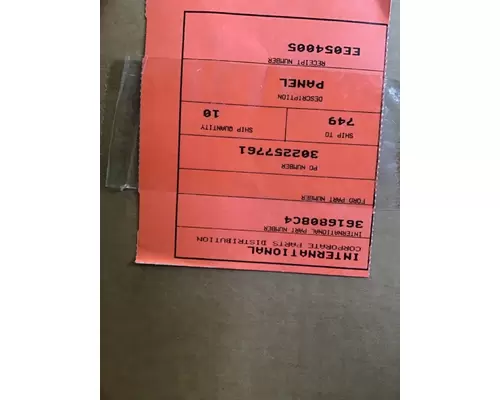 INTERNATIONAL
CORPORATE PARTS DISTRIBUTION
INTERNATIONAL PART NUMBER
3616808C4
FORD PART NUMBER
PO NUMBER
302257761
SHIP TO
749
SHIP QUANTITY
10
DESCRIPTION
PANEL
RECEIPT NUMBER
EE054005